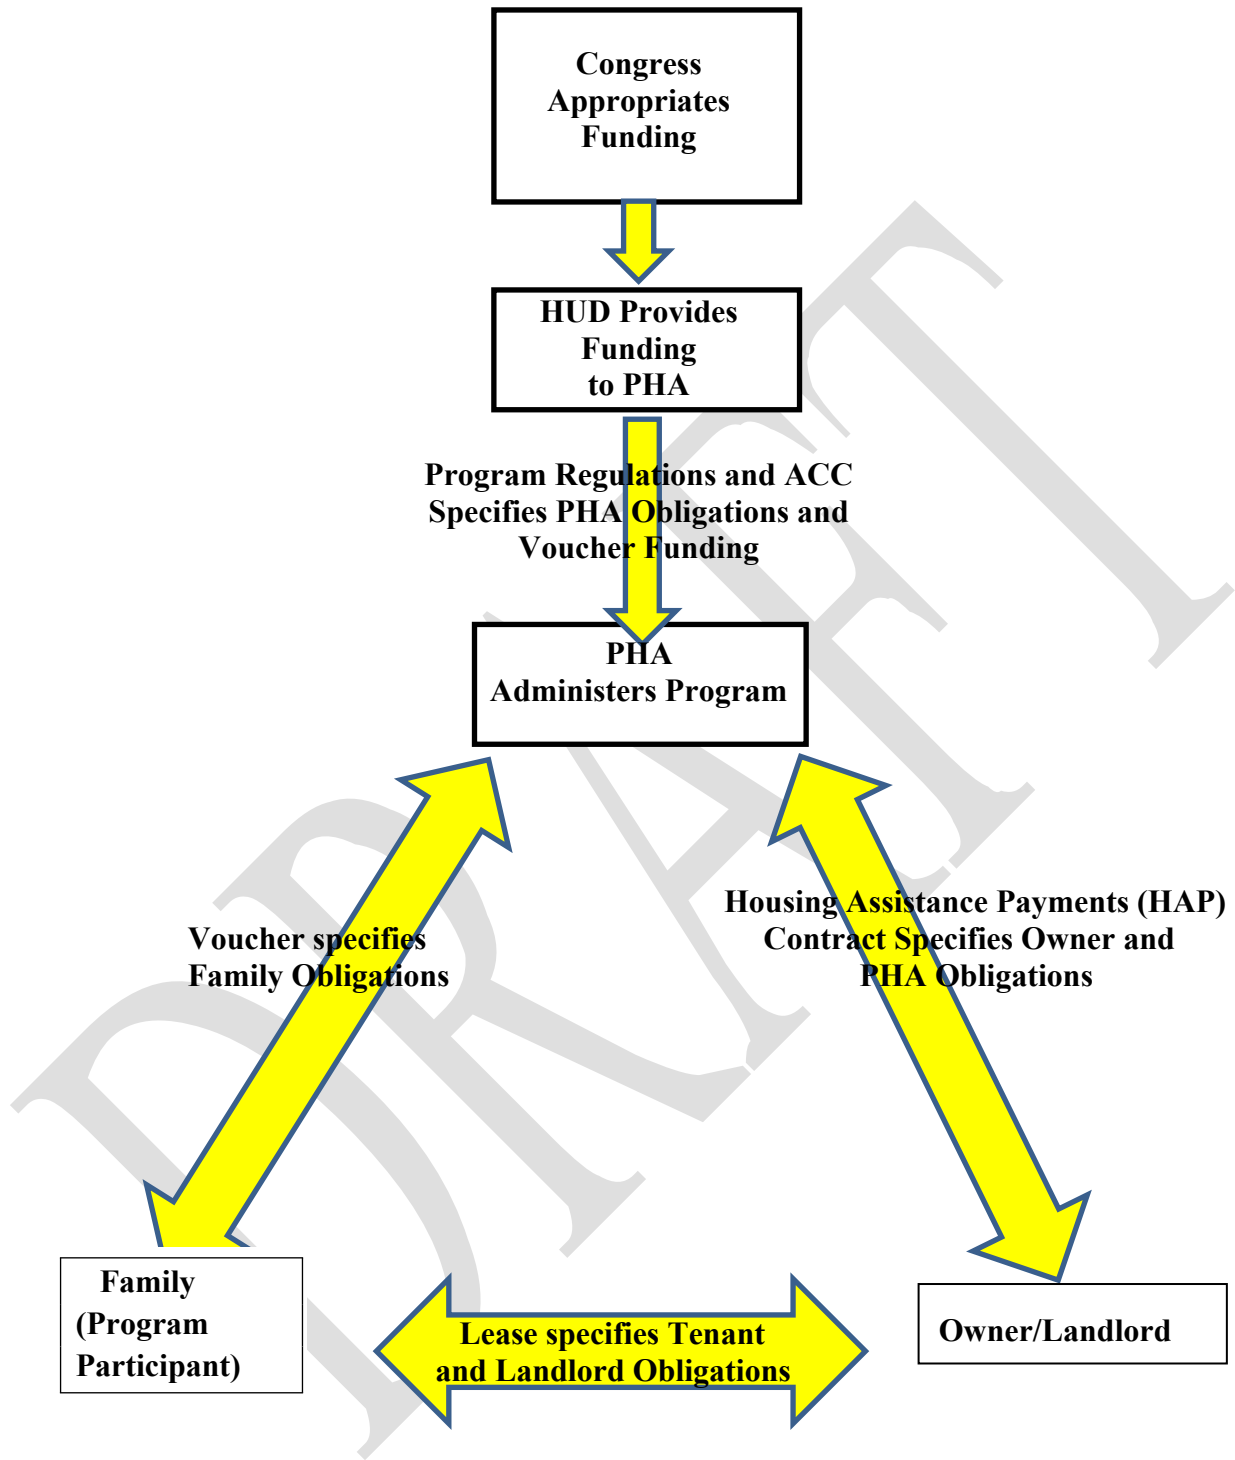 Congress
Appropriates
Funding
HUD Provides
Funding
to PHA
Program Regulations and ACC
Specifies PHA Obligations and
Voucher Funding
PHA
Administers Program
Housing Assistance Payments (HAP)
Contract Specifies Owner and
PHA Obligations
Voucher specifies
Family Obligations
Family
(Program
Participant)
Lease specifies Tenant
and Landlord Obligations
Owner/Landlord
DRAFT